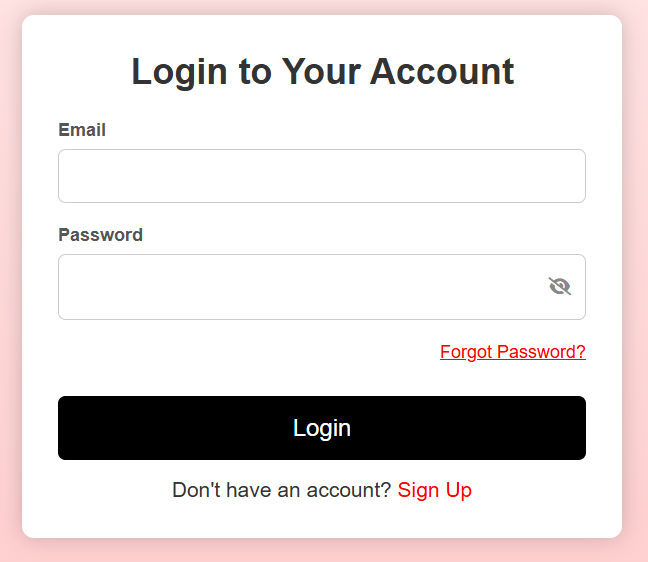 Login to Your Account
Email
Password
Forgot Password?
Login
Don't have an account? Sign Up